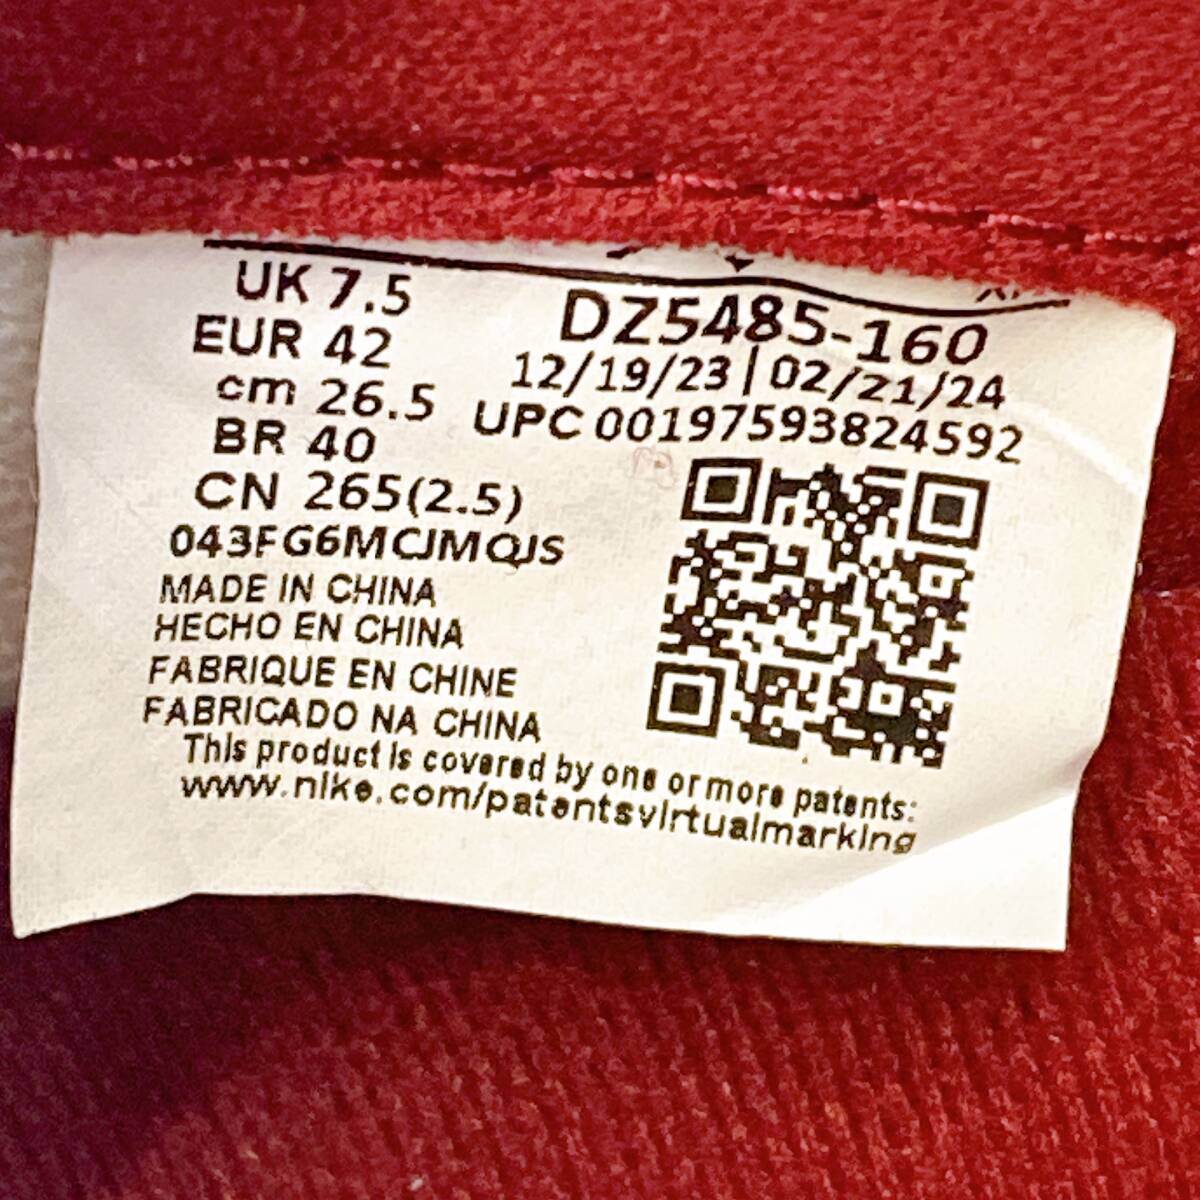 UK 7.5
EUR 42
cm 26.5
BR 40
CN 265(2.5)
043FG6MCJMQJS
MADE IN CHINA
HECHO EN CHINA
FABRIQUE EN CHINE
FABRICADO NA CHINA
DZ5485-160
12/19/23 | 02/21/24
UPC 00197593824592
This product is covered by one or more patents:
www.nike.com/patentsvirtualmarking